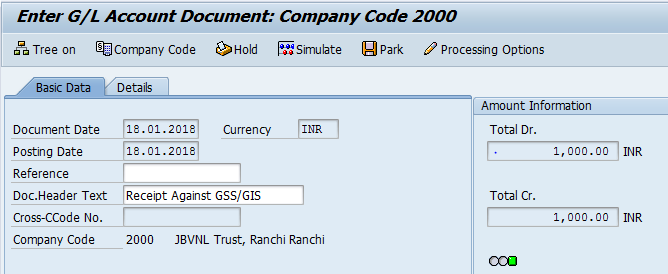 Enter G/L Account Document: Company Code 2000
Tree on Company Code Hold Simulate Park Processing Options
Basic Data Details
Document Date 18.01.2018 Currency INR
Posting Date 18.01.2018
Reference
Doc.Header Text Receipt Against GSS/GIS
Cross-CCode No.
Company Code 2000 JBVNL Trust, Ranchi Ranchi
Amount Information
Total Dr.
1,000.00 INR
Total Cr.
1,000.00 INR